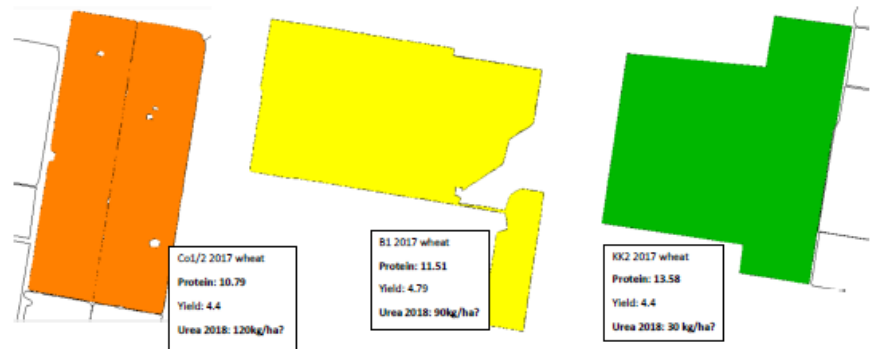 Co1/2 2017 wheat
Protein: 10.79
Yield: 4.4
Urea 2018: 120kg/ha?
B1 2017 wheat
Protein: 11.51
Yield: 4.79
Urea 2018: 90kg/ha?
KK2 2017 wheat
Protein: 13.58
Yield: 4.4
Urea 2018: 30 kg/ha?